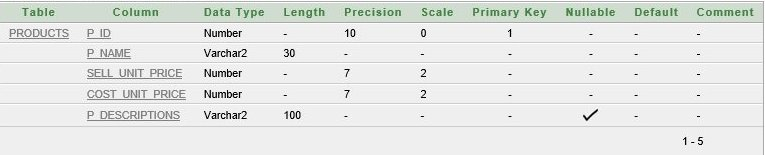 Table Column Data Type Length Precision Scale Primary Key Nullable Default Comment
PRODUCTS P_ID Number - 10 0 1 - - -
P_NAME Varchar2 30 - - - - - -
SELL_UNIT_PRICE Number - 7 2 - - - -
COST_UNIT_PRICE Number - 7 2 - - - -
P_DESCRIPTIONS Varchar2 100 - - - ✓ - -
1 - 5